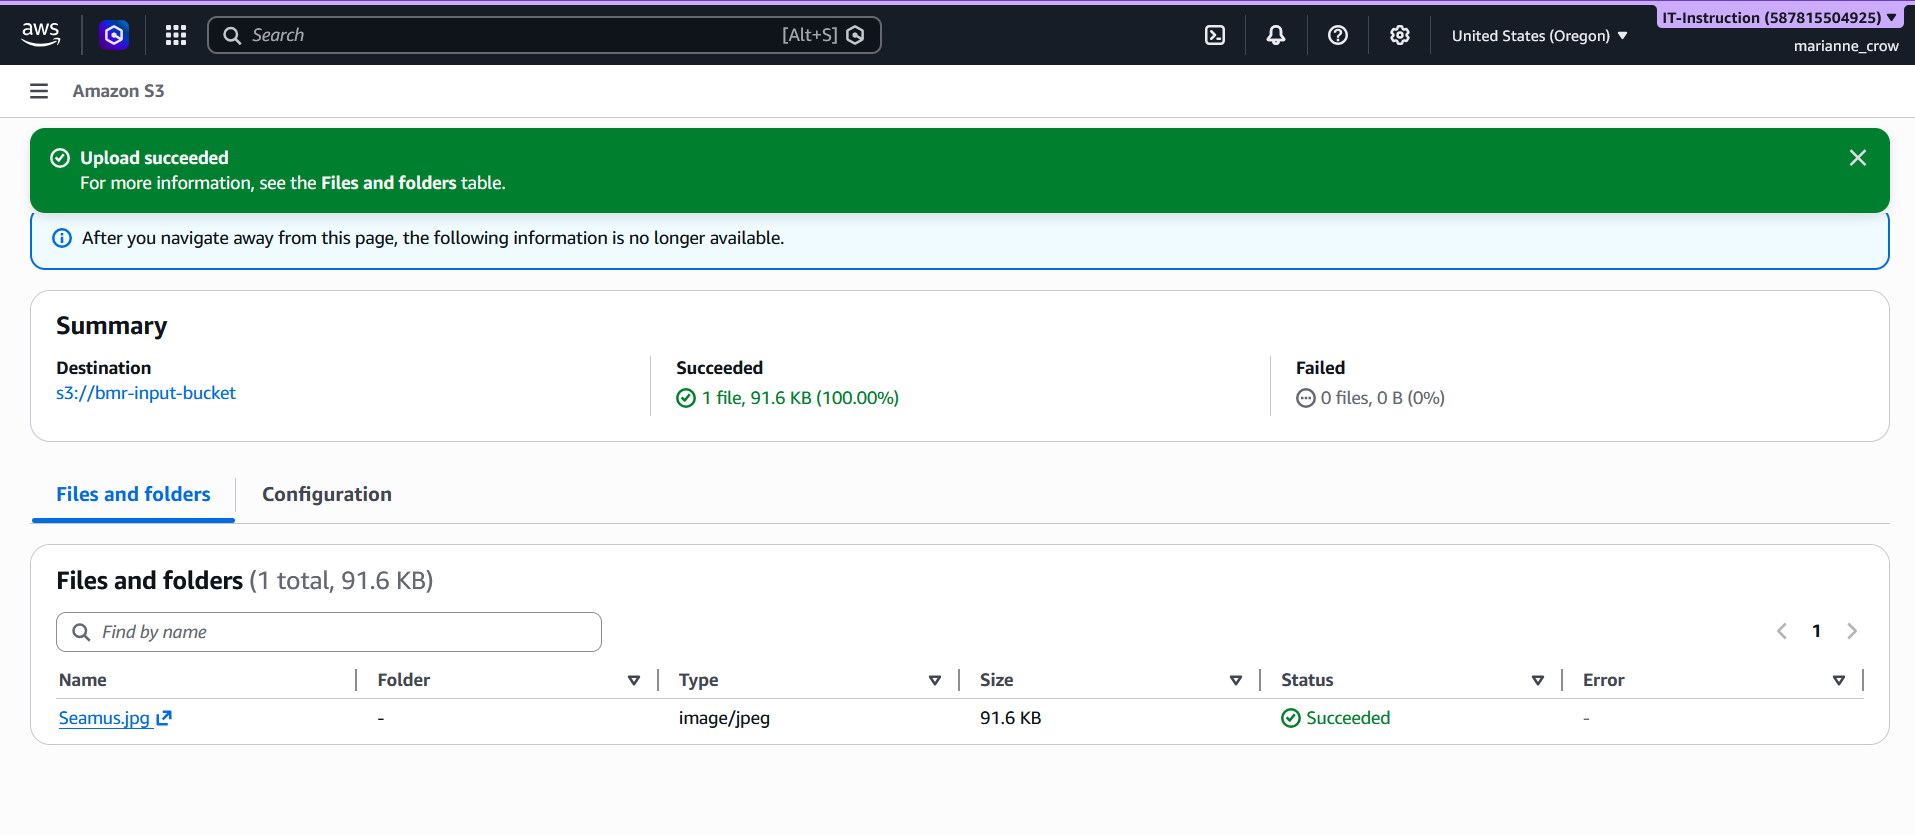 aws
Search [Alt+S]
United States (Oregon)
IT-Instruction (587815504925)
marianne_crow
Amazon S3
Upload succeeded
For more information, see the Files and folders table.
After you navigate away from this page, the following information is no longer available.
Summary
Destination
s3://bmr-input-bucket
Succeeded
1 file, 91.6 KB (100.00%)
Failed
0 files, 0 B (0%)
Files and folders
Configuration
Files and folders (1 total, 91.6 KB)
Find by name
1
Name Folder Type Size Status Error
Seamus.jpg - image/jpeg 91.6 KB Succeeded -